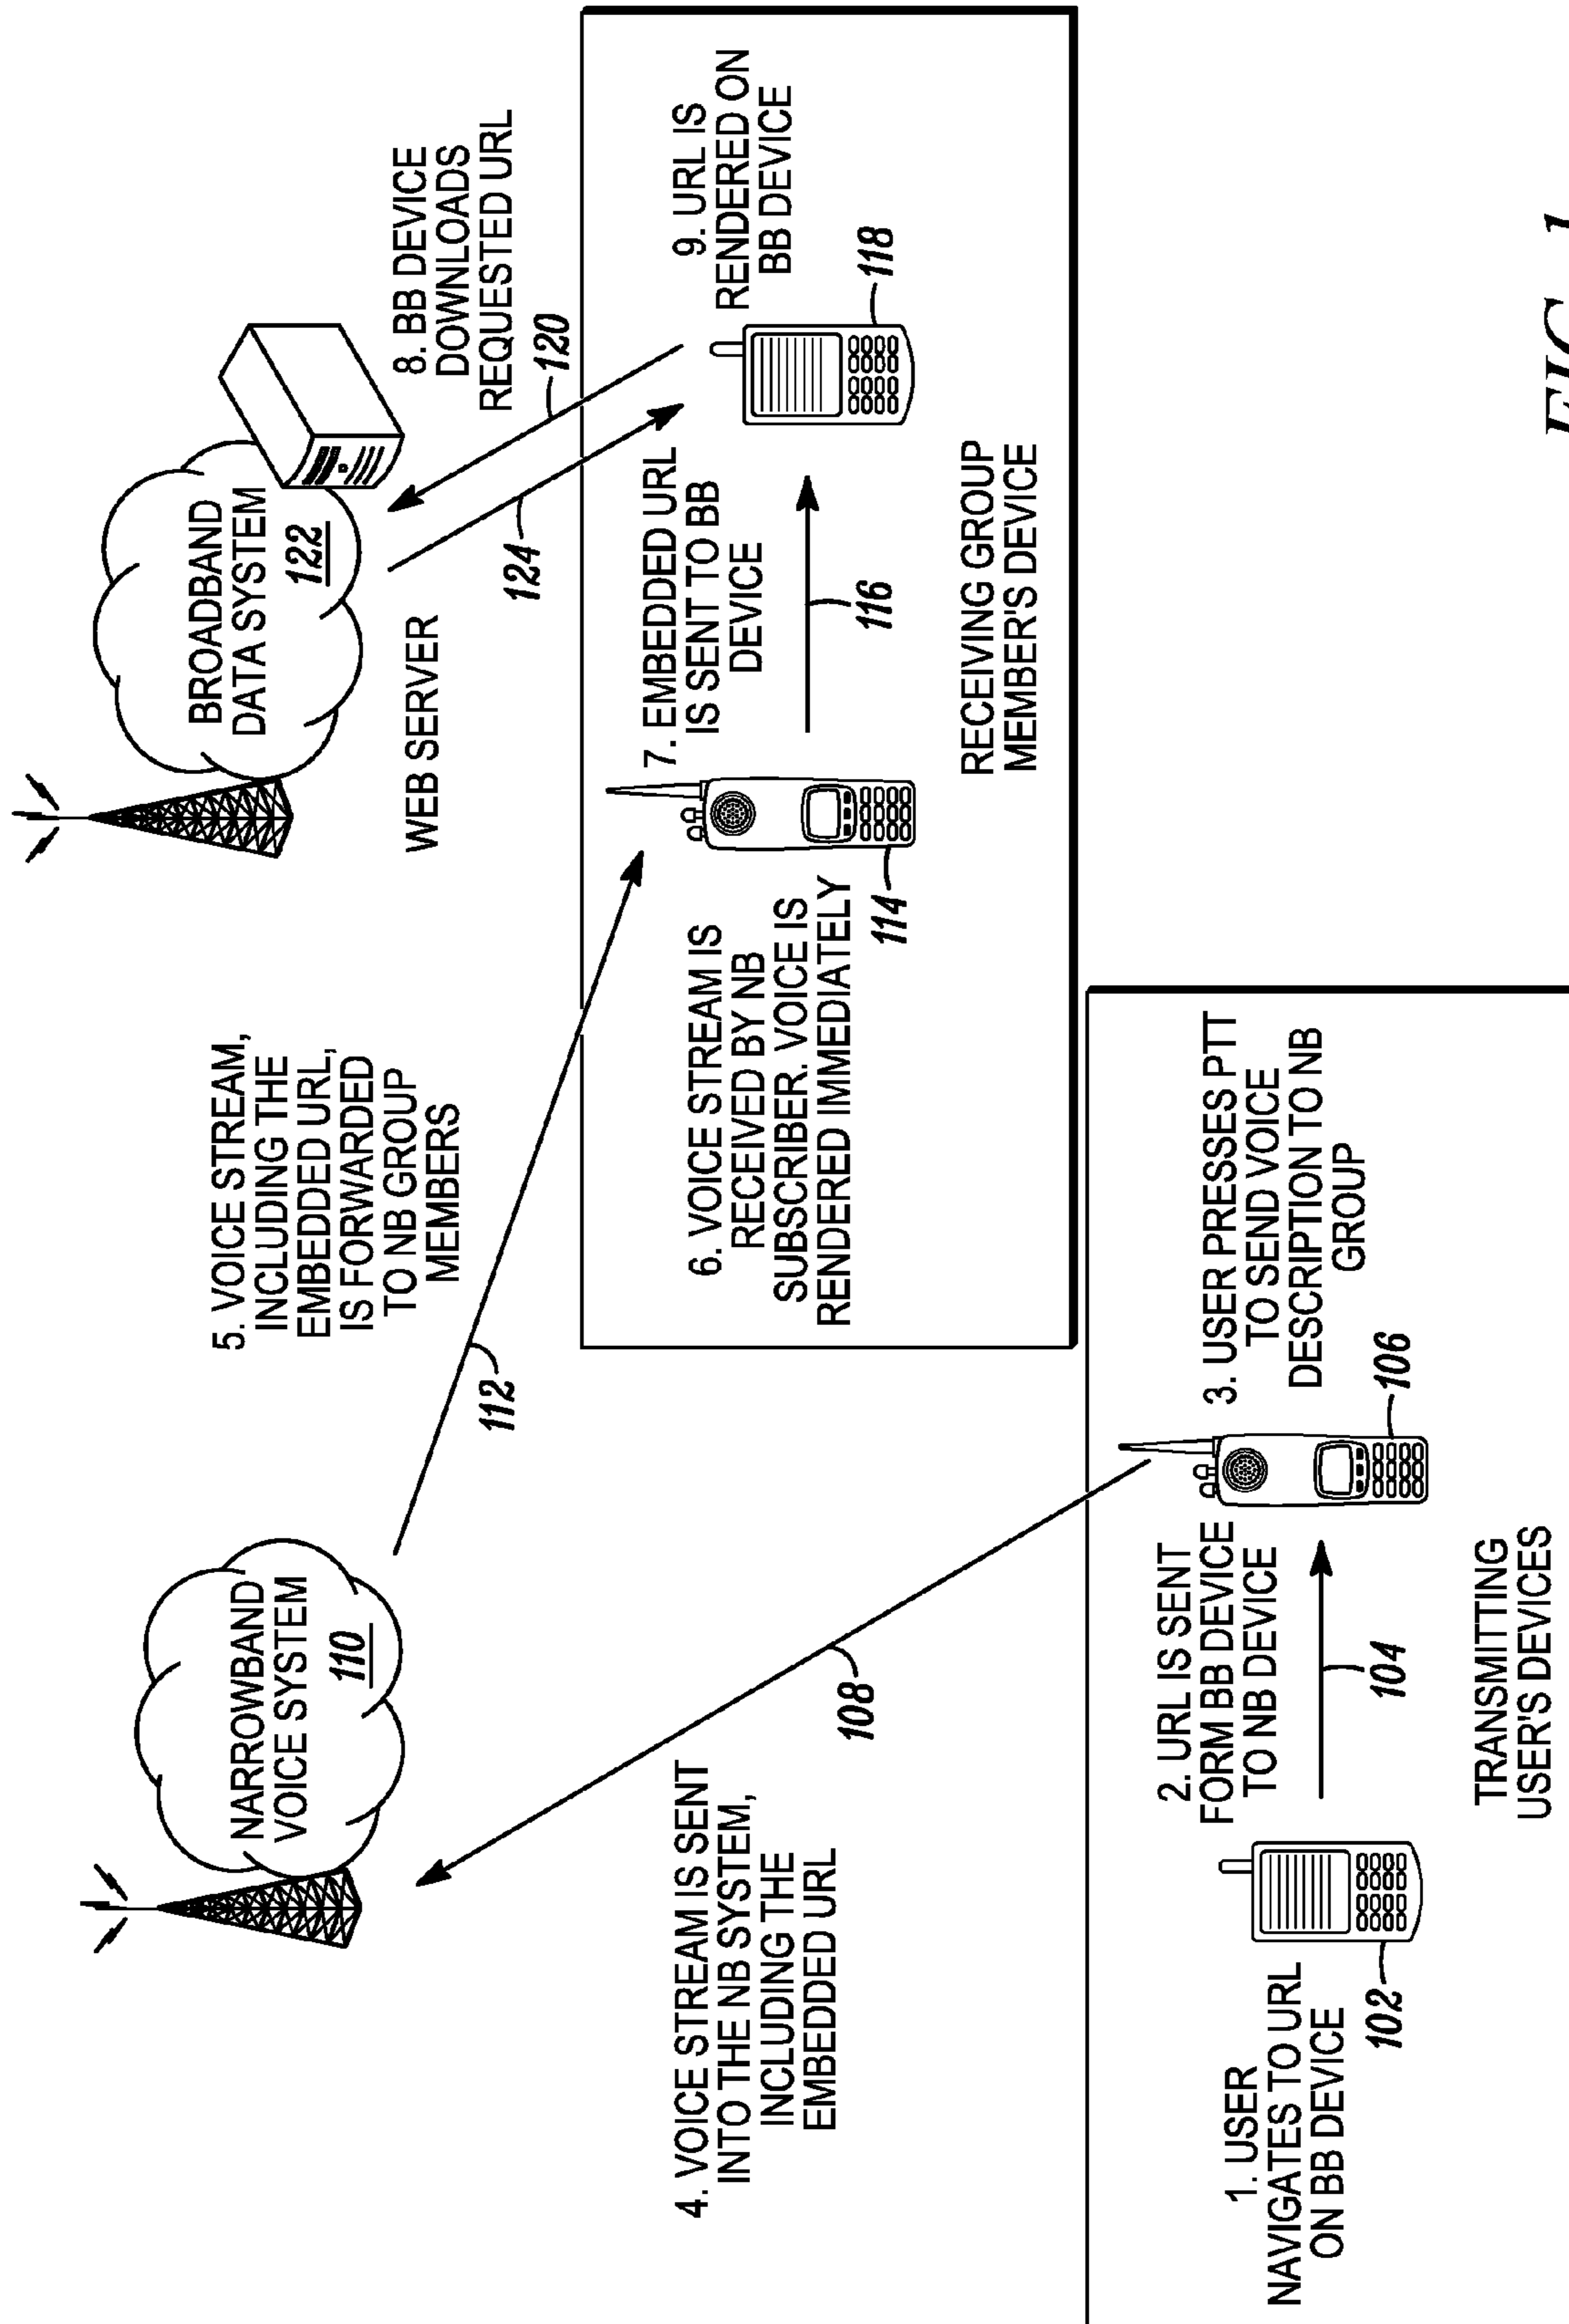 NARROWBAND
VOICE SYSTEM
110
BROADBAND
DATA SYSTEM
122
WEB SERVER
5. VOICE STREAM,
INCLUDING THE
EMBEDDED URL,
IS FORWARDED
TO NB GROUP
MEMBERS
112
8. BB DEVICE
DOWNLOADS
REQUESTED URL
120
124
4. VOICE STREAM IS SENT
INTO THE NB SYSTEM,
INCLUDING THE
EMBEDDED URL
108
6. VOICE STREAM IS
RECEIVED BY NB
SUBSCRIBER. VOICE IS
RENDERED IMMEDIATELY
114
7. EMBEDDED URL
IS SENT TO BB
DEVICE
116
9. URL IS
RENDERED ON
BB DEVICE
118
RECEIVING GROUP
MEMBER'S DEVICE
1. USER
NAVIGATES TO URL
ON BB DEVICE
102
2. URL IS SENT
FORM BB DEVICE
TO NB DEVICE
104
3. USER PRESSES PTT
TO SEND VOICE
DESCRIPTION TO NB
GROUP
106
TRANSMITTING
USER'S DEVICES
FIG. 1